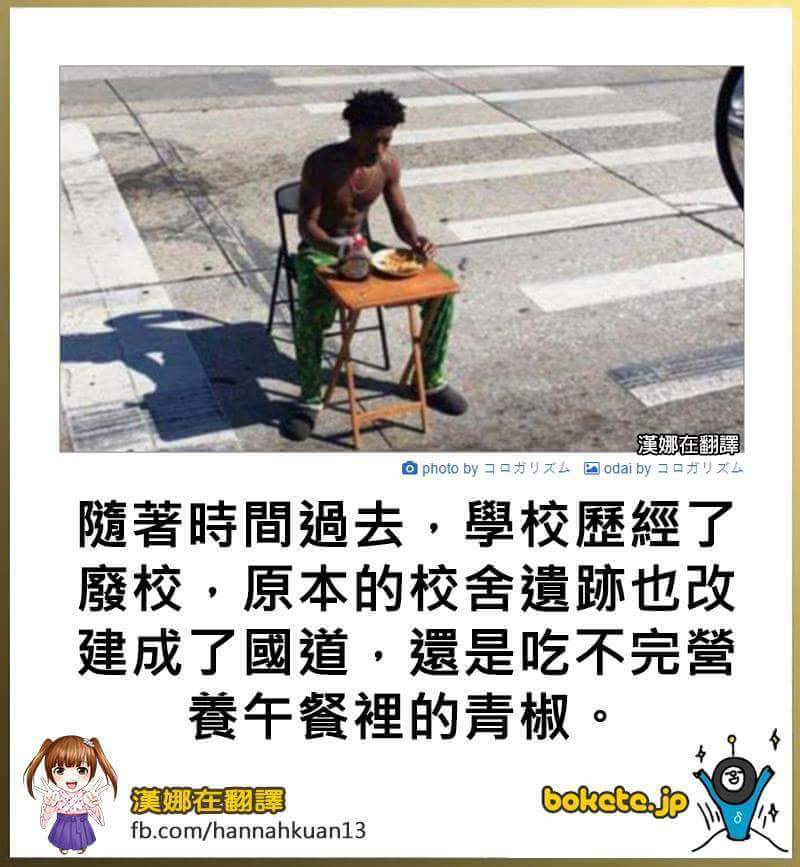 漢娜在翻譯
photo by コロガリズム odai by コロガリズム
隨著時間過去，學校歷經了
廢校，原本的校舍遺跡也改
建成了國道，還是吃不完營
養午餐裡的青椒。
漢娜在翻譯
fb.com/hannahkuan13
bokete.jp
δ